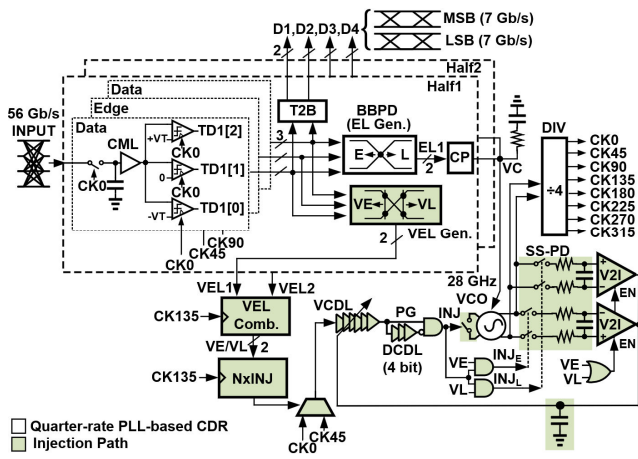 D1,D2,D3,D4
2
MSB (7 Gb/s)
LSB (7 Gb/s)
Half2
Half1
Data
Edge
Data
56 Gb/s
INPUT
CML
CK0
+VT
TD1[2]
CK0
0
TD1[1]
CK0
-VT
TD1[0]
CK0
CK45
CK90
3
T2B
BBPD
(EL Gen.)
E
L
EL1
2
CP
VC
VE
VL
VEL Gen.
2
DIV
÷4
CK0
CK45
CK90
CK135
CK180
CK225
CK270
CK315
VEL1
VEL2
CK135
VEL
Comb.
VE/VL
2
CK135
NxINJ
CK0
CK45
VCDL
PG
DCDL
(4 bit)
INJ
28 GHz
VCO
SS-PD
V2I
EN
V2I
EN
VE
VL
INJE
INJL
VE
VL
Quarter-rate PLL-based CDR
Injection Path